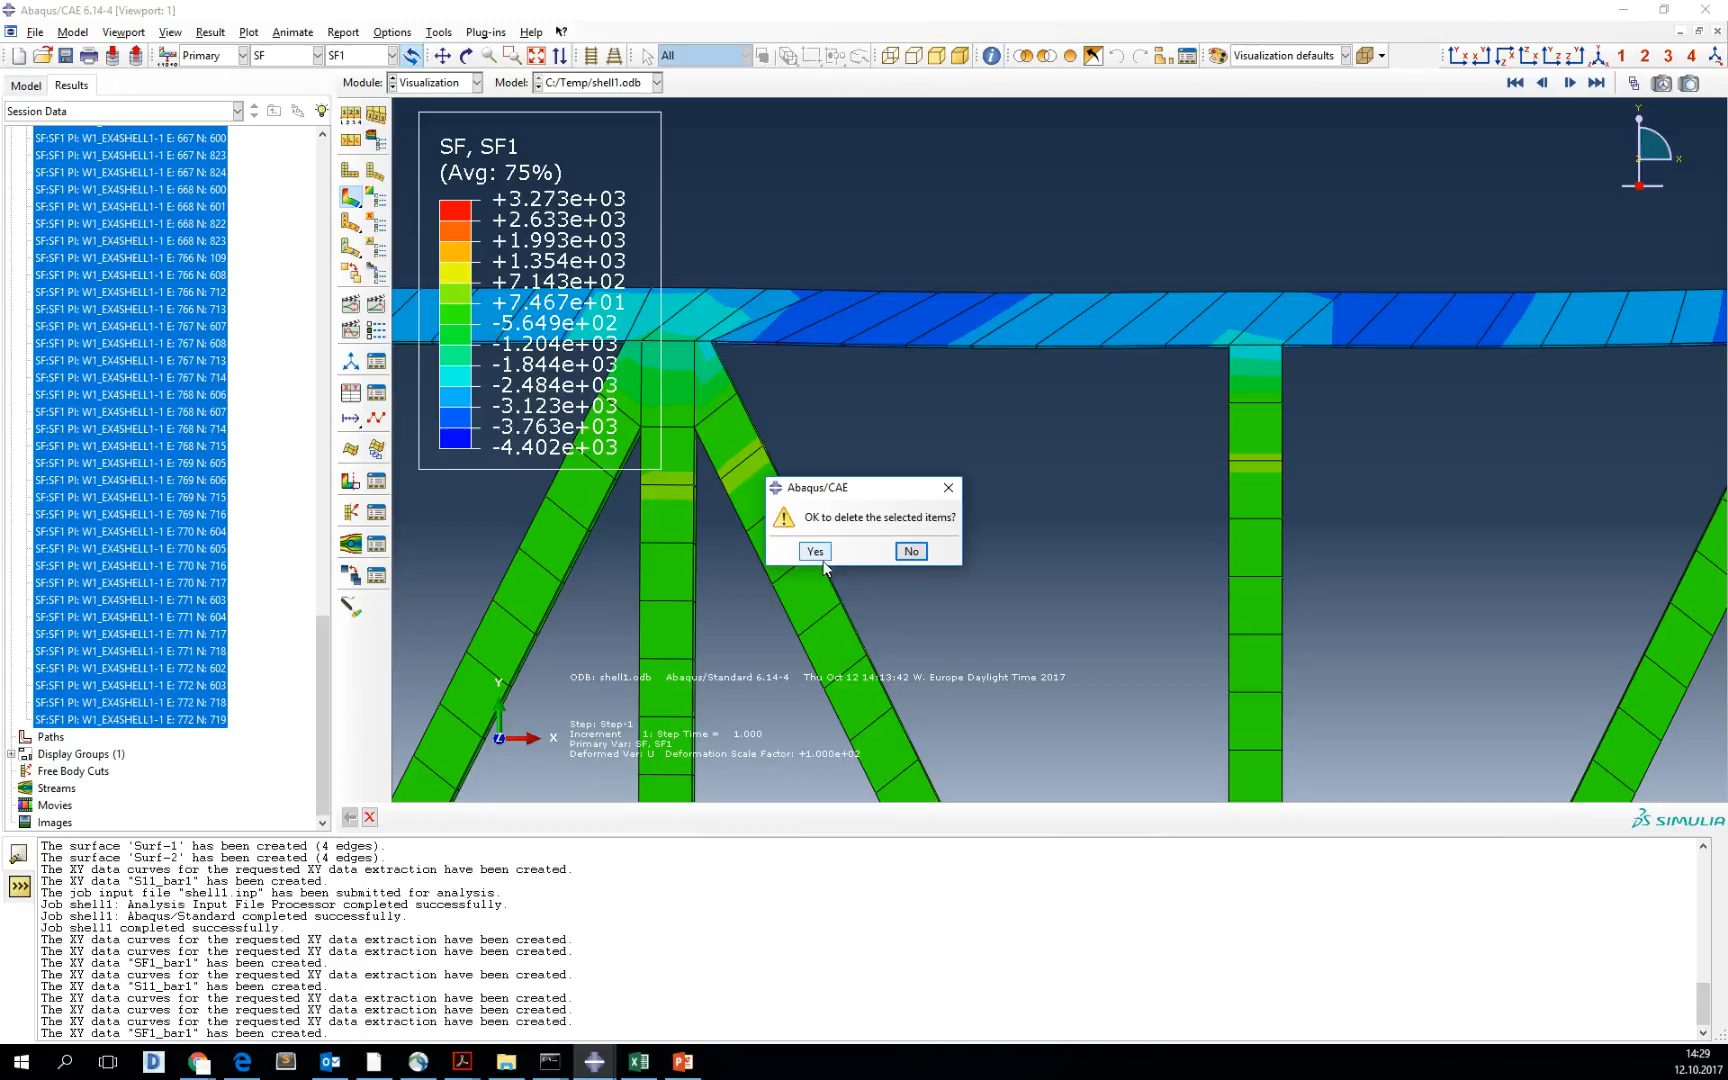 Abaqus/CAE 6.14-4 [Viewport: 1]
File Model Viewport View Result Plot Animate Report Options Tools Plug-ins Help
Primary SF SF1 All Visualization defaults 1 2 3 4
Model Results Module: Visualization Model: C:/Temp/shell1.odb
Session Data
SF:SF1 PI: W1_EX4SHELL1-1 E: 667 N: 600
SF:SF1 PI: W1_EX4SHELL1-1 E: 667 N: 823
SF:SF1 PI: W1_EX4SHELL1-1 E: 667 N: 824
SF:SF1 PI: W1_EX4SHELL1-1 E: 668 N: 600
SF:SF1 PI: W1_EX4SHELL1-1 E: 668 N: 601
SF:SF1 PI: W1_EX4SHELL1-1 E: 668 N: 822
SF:SF1 PI: W1_EX4SHELL1-1 E: 668 N: 823
SF:SF1 PI: W1_EX4SHELL1-1 E: 766 N: 109
SF:SF1 PI: W1_EX4SHELL1-1 E: 766 N: 608
SF:SF1 PI: W1_EX4SHELL1-1 E: 766 N: 712
SF:SF1 PI: W1_EX4SHELL1-1 E: 766 N: 713
SF:SF1 PI: W1_EX4SHELL1-1 E: 767 N: 607
SF:SF1 PI: W1_EX4SHELL1-1 E: 767 N: 608
SF:SF1 PI: W1_EX4SHELL1-1 E: 767 N: 713
SF:SF1 PI: W1_EX4SHELL1-1 E: 767 N: 714
SF:SF1 PI: W1_EX4SHELL1-1 E: 768 N: 606
SF:SF1 PI: W1_EX4SHELL1-1 E: 768 N: 607
SF:SF1 PI: W1_EX4SHELL1-1 E: 768 N: 714
SF:SF1 PI: W1_EX4SHELL1-1 E: 768 N: 715
SF:SF1 PI: W1_EX4SHELL1-1 E: 769 N: 605
SF:SF1 PI: W1_EX4SHELL1-1 E: 769 N: 606
SF:SF1 PI: W1_EX4SHELL1-1 E: 769 N: 715
SF:SF1 PI: W1_EX4SHELL1-1 E: 769 N: 716
SF:SF1 PI: W1_EX4SHELL1-1 E: 770 N: 604
SF:SF1 PI: W1_EX4SHELL1-1 E: 770 N: 605
SF:SF1 PI: W1_EX4SHELL1-1 E: 770 N: 716
SF:SF1 PI: W1_EX4SHELL1-1 E: 770 N: 717
SF:SF1 PI: W1_EX4SHELL1-1 E: 771 N: 603
SF:SF1 PI: W1_EX4SHELL1-1 E: 771 N: 604
SF:SF1 PI: W1_EX4SHELL1-1 E: 771 N: 717
SF:SF1 PI: W1_EX4SHELL1-1 E: 771 N: 718
SF:SF1 PI: W1_EX4SHELL1-1 E: 772 N: 602
SF:SF1 PI: W1_EX4SHELL1-1 E: 772 N: 603
SF:SF1 PI: W1_EX4SHELL1-1 E: 772 N: 718
SF:SF1 PI: W1_EX4SHELL1-1 E: 772 N: 719
Paths
Display Groups (1)
Free Body Cuts
Streams
Movies
Images
SF, SF1
(Avg: 75%)
+3.273e+03
+2.633e+03
+1.993e+03
+1.354e+03
+7.143e+02
+7.467e+01
-5.649e+02
-1.204e+03
-1.844e+03
-2.484e+03
-3.123e+03
-3.763e+03
-4.402e+03
Y
X
Z
Abaqus/CAE
OK to delete the selected items?
Yes No
ODB: shell1.odb Abaqus/Standard 6.14-4 Thu Oct 12 14:13:42 W. Europe Daylight Time 2017
Y
X
Z
Step: Step-1
Increment 1: Step Time = 1.000
Primary Var: SF, SF1
Deformed Var: U Deformation Scale Factor: +1.000e+02
SIMULIA
The surface 'Surf-1' has been created (4 edges).
The surface 'Surf-2' has been created (4 edges).
The XY data curves for the requested XY data extraction have been created.
The XY data "S11_bar1" has been created.
The job input file "shell1.inp" has been submitted for analysis.
Job shell1: Analysis Input File Processor completed successfully.
Job shell1: Abaqus/Standard completed successfully.
Job shell1 completed successfully.
The XY data curves for the requested XY data extraction have been created.
The XY data curves for the requested XY data extraction have been created.
The XY data "SF1_bar1" has been created.
The XY data curves for the requested XY data extraction have been created.
The XY data "S11_bar1" has been created.
The XY data curves for the requested XY data extraction have been created.
The XY data curves for the requested XY data extraction have been created.
The XY data curves for the requested XY data extraction have been created.
The XY data "SF1_bar1" has been created.
14:29
12.10.2017